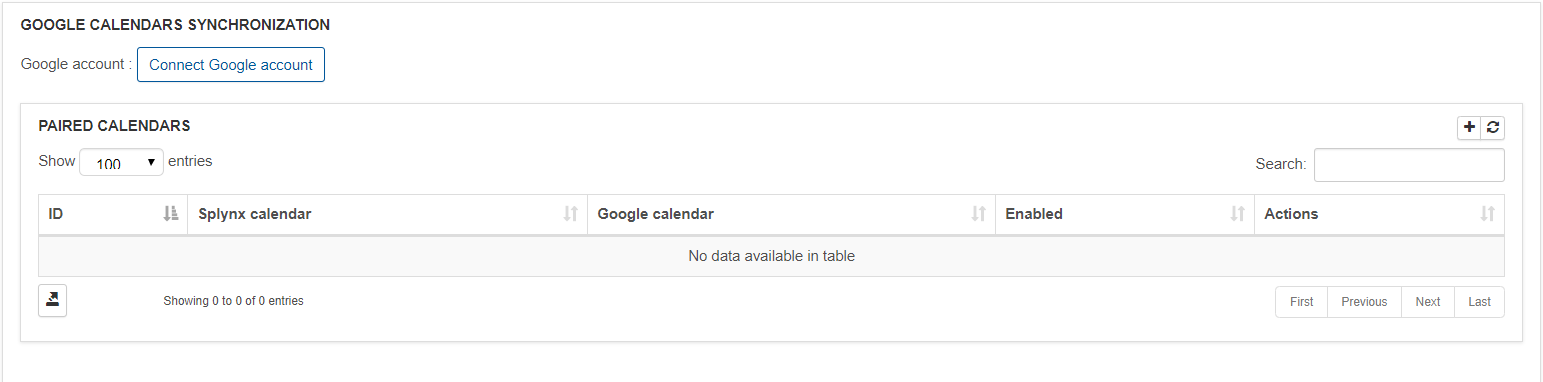 GOOGLE CALENDARS SYNCHRONIZATION
Google account : Connect Google account
PAIRED CALENDARS
Show 100 entries Search:
ID Splynx calendar Google calendar Enabled Actions
No data available in table
Showing 0 to 0 of 0 entries First Previous Next Last